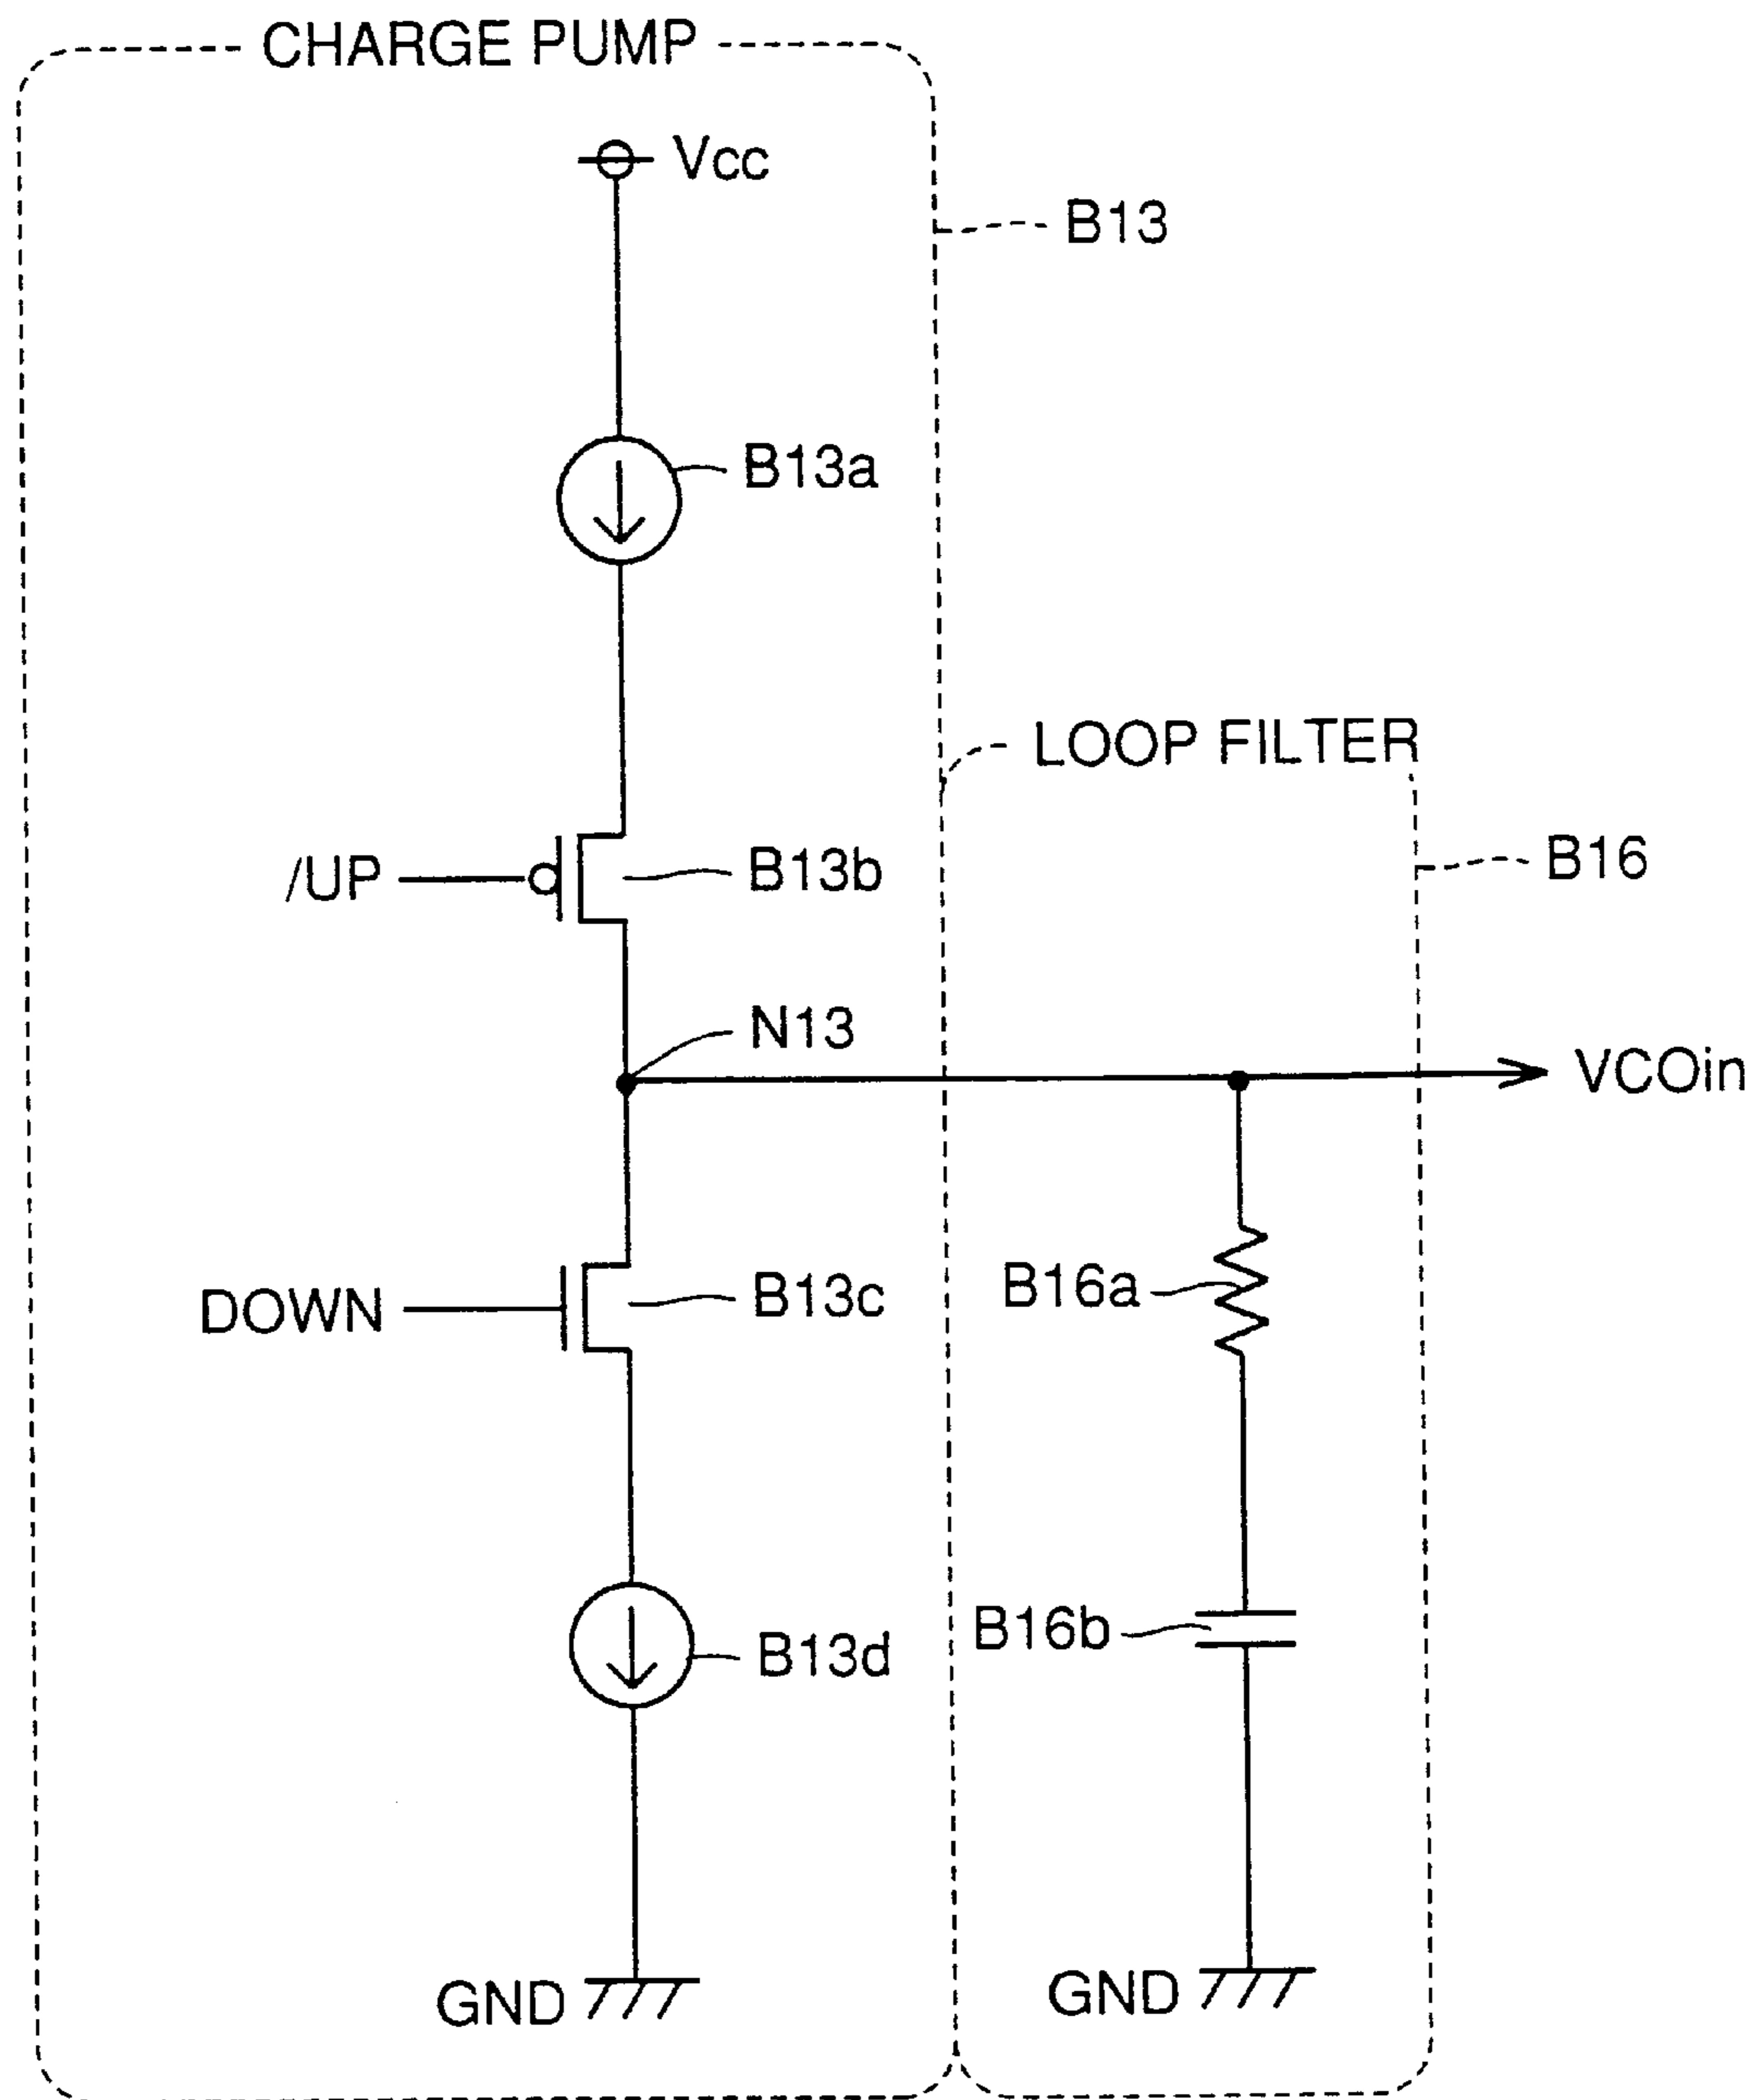 CHARGE PUMP
Vcc
B13
B13a
LOOP FILTER
/UP
B13b
B16
N13
VCOin
DOWN
B13c
B16a
B16b
B13d
GND
GND